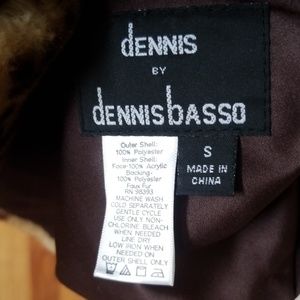 dENNIS
BY
dENNISbASSO
S
MADE IN
CHINA
Outer Shell:
100% Polyester
Inner Shell:
Face-100% Acrylic
Backing-
100% Polyester
Faux Fur
RN 98393
MACHINE WASH
COLD SEPARATELY
GENTLE CYCLE
USE ONLY NON-
CHLORINE BLEACH
WHEN NEEDED
LINE DRY
LOW IRON WHEN
NEEDED ON
OUTER SHELL ONLY